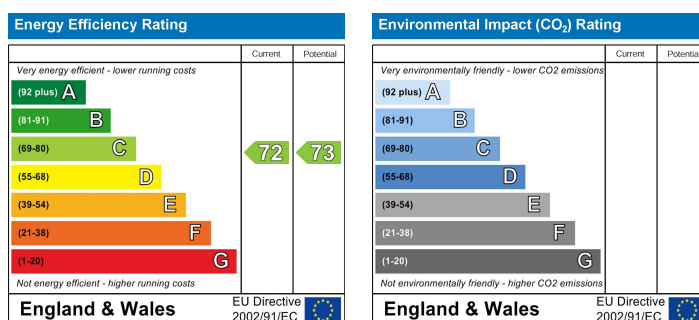 Energy Efficiency Rating
Current Potential
Very energy efficient - lower running costs
(92 plus) A
(81-91) B
(69-80) C 72 73
(55-68) D
(39-54) E
(21-38) F
(1-20) G
Not energy efficient - higher running costs
England & Wales
EU Directive
2002/91/EC
Environmental Impact (CO₂) Rating
Current Potential
Very environmentally friendly - lower CO2 emissions
(92 plus) A
(81-91) B
(69-80) C
(55-68) D
(39-54) E
(21-38) F
(1-20) G
Not environmentally friendly - higher CO2 emissions
England & Wales
EU Directive
2002/91/EC